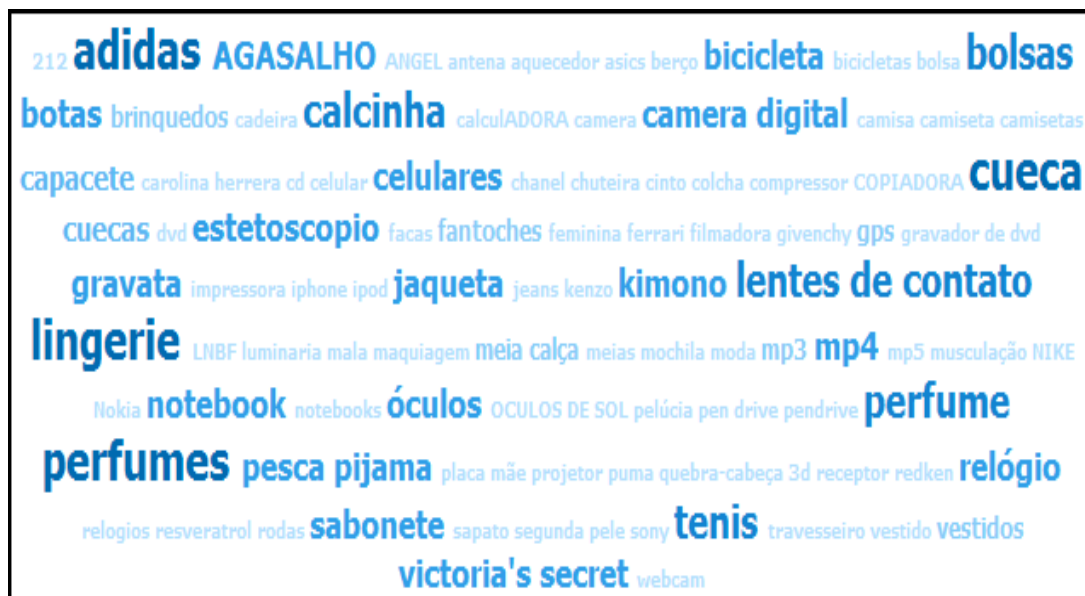 212 adidas AGASALHO ANGEL antena aquecedor asics berço bicicleta bicicletas bolsa bolsas
botas brinquedos cadeira calcinha calculADORA camera camera digital camisa camiseta camisetas
capacete carolina herrera cd celular celulares chanel chuteira cinto colcha compressor COPIADORA cueca
cuecas dvd estetoscopio facas fantoches feminina ferrari filmadora givenchy gps gravador de dvd
gravata impressora iphone ipod jaqueta jeans kenzo kimono lentes de contato
lingerie LNBF luminaria mala maquiagem meia calça meias mochila moda mp3 mp4 mp5 musculação NIKE
Nokia notebook notebooks óculos OCULOS DE SOL pelúcia pen drive pendrive perfume
perfumes pesca pijama placa mãe projetor puma quebra-cabeça 3d receptor redken relógio
relogios resveratrol rodas sabonete sapato segunda pele sony tenis travesseiro vestido vestidos
victoria's secret webcam